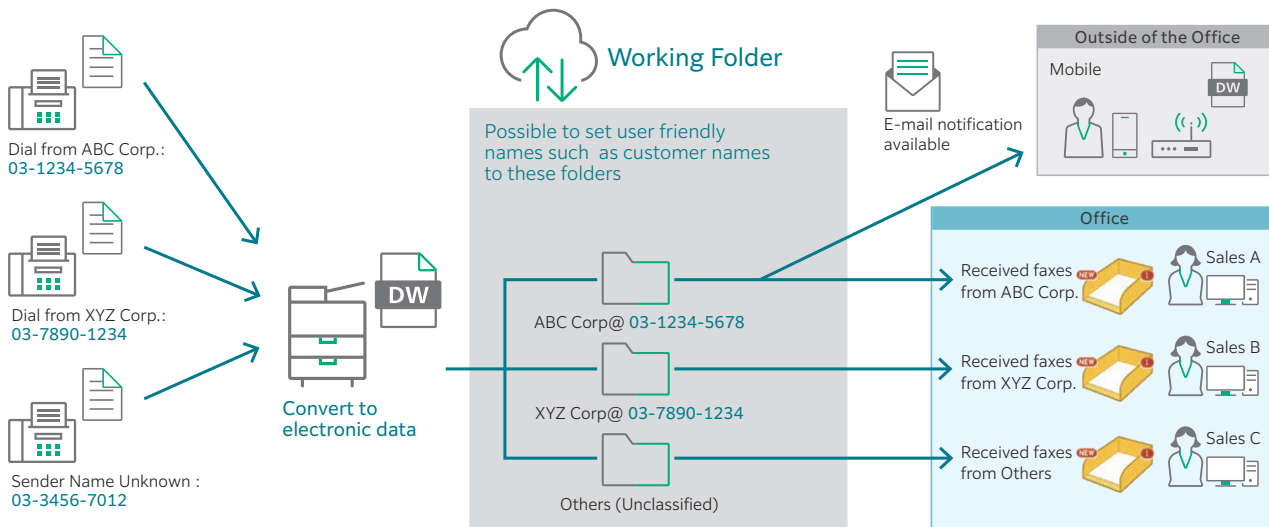 Dial from ABC Corp.:
03-1234-5678
Dial from XYZ Corp.:
03-7890-1234
Sender Name Unknown :
03-3456-7012
DW
Convert to
electronic data
Working Folder
Possible to set user friendly
names such as customer names
to these folders
ABC Corp@ 03-1234-5678
XYZ Corp@ 03-7890-1234
Others (Unclassified)
E-mail notification
available
Outside of the Office
Mobile
DW
Office
Received faxes
from ABC Corp.
NEW
1
Sales A
Received faxes
from XYZ Corp.
NEW
1
Sales B
Received faxes
from Others
NEW
1
Sales C